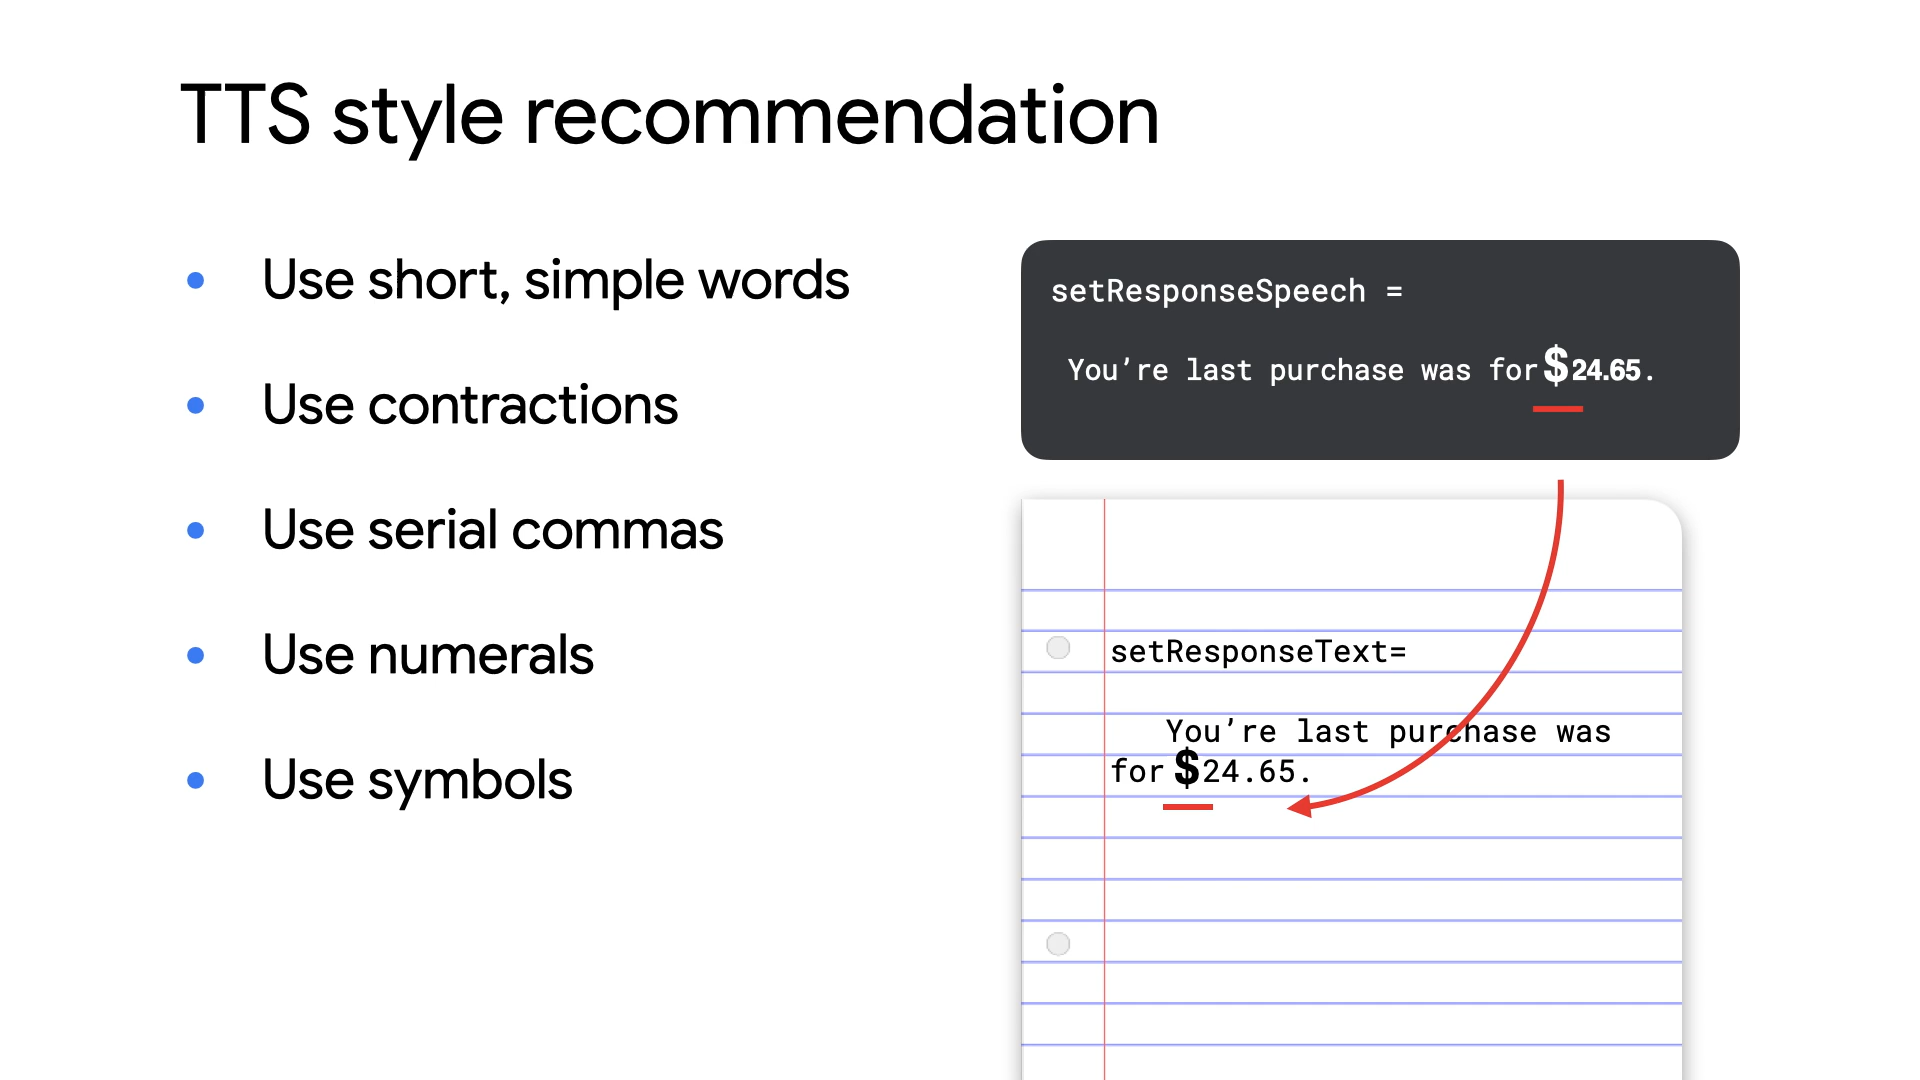 TTS style recommendation
Use short, simple words
Use contractions
Use serial commas
Use numerals
Use symbols
setResponseSpeech =
You’re last purchase was for $24.65.
setResponseText=
You’re last purchase was
for $24.65.